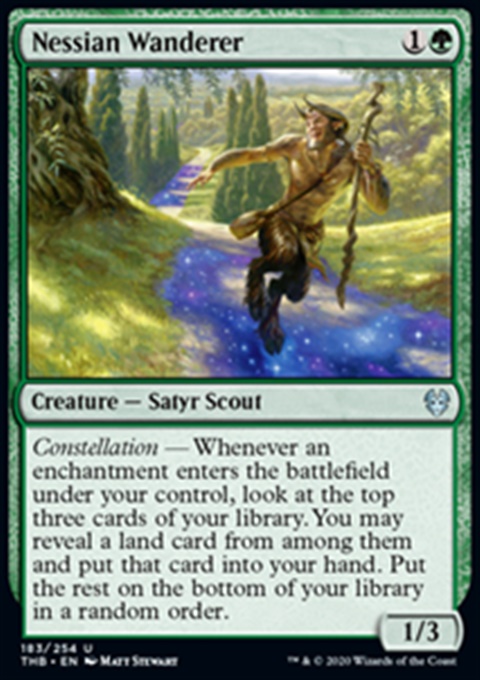 Nessian Wanderer 1
Creature — Satyr Scout
Constellation — Whenever an
enchantment enters the battlefield
under your control, look at the top
three cards of your library. You may
reveal a land card from among them
and put that card into your hand. Put
the rest on the bottom of your library
in a random order.
1/3
183/254 U
THB • EN Matt Stewart
™ & © 2020 Wizards of the Coast